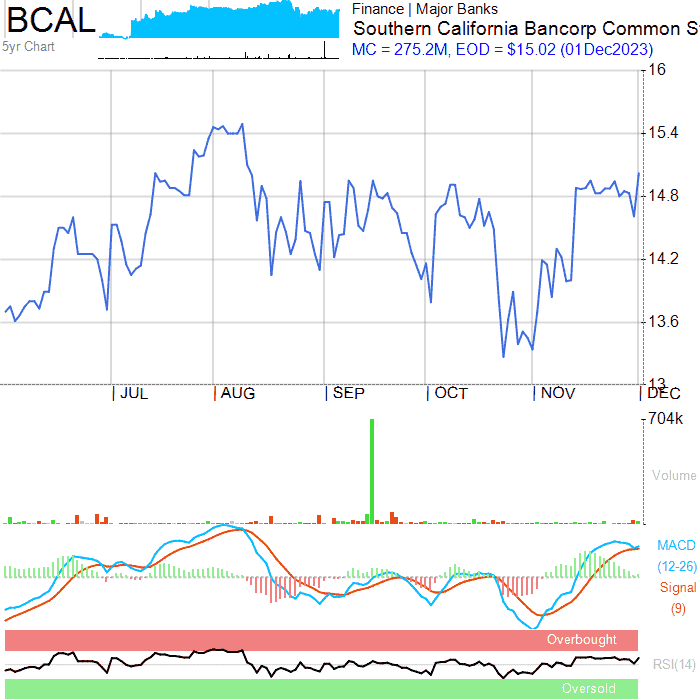 BCAL
5yr Chart
Finance | Major Banks
Southern California Bancorp Common S
MC = 275.2M, EOD = $15.02 (01Dec2023)
16
15.4
14.8
14.2
13.6
13
JUL AUG SEP OCT NOV DEC
704k
Volume
MACD
(12-26)
Signal
(9)
Overbought
RSI(14)
Oversold